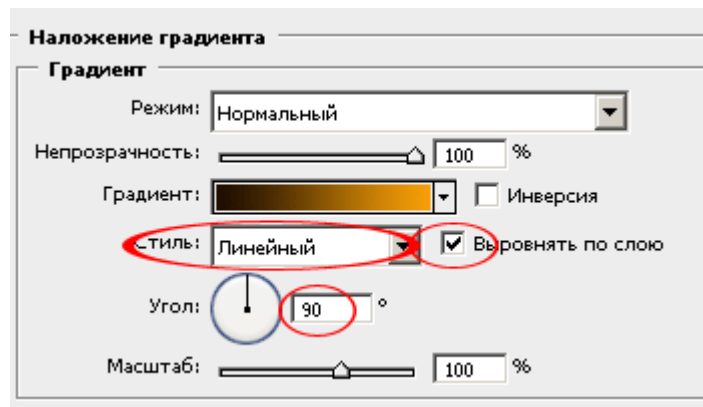 Наложение градиента
Градиент
Режим: Нормальный
Непрозрачность: 100 %
Градиент: Инверсия
Стиль: Линейный Выровнять по слою
Угол: 90 °
Масштаб: 100 %